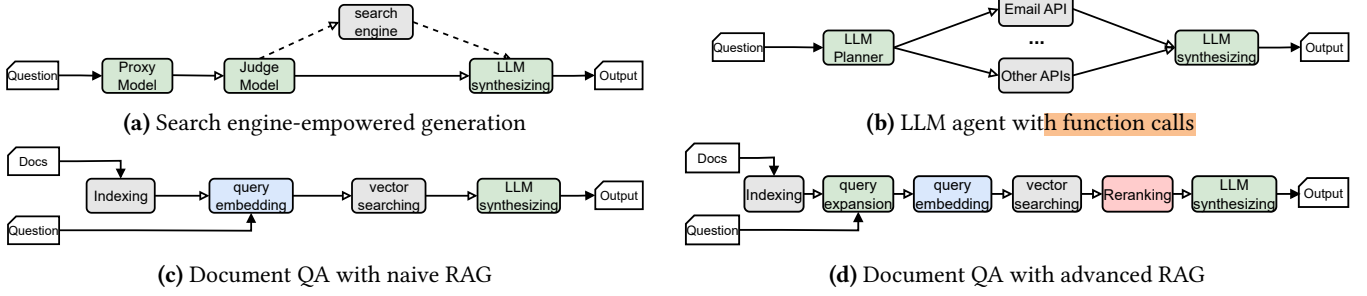 search
engine
Question
Proxy
Model
Judge
Model
LLM
synthesizing
Output
(a) Search engine-empowered generation
Email API
Question
LLM
Planner
...
Other APIs
LLM
synthesizing
Output
(b) LLM agent with function calls
Docs
Indexing
query
embedding
vector
searching
LLM
synthesizing
Output
Question
(c) Document QA with naive RAG
Docs
Indexing
query
expansion
query
embedding
vector
searching
Reranking
LLM
synthesizing
Output
Question
(d) Document QA with advanced RAG